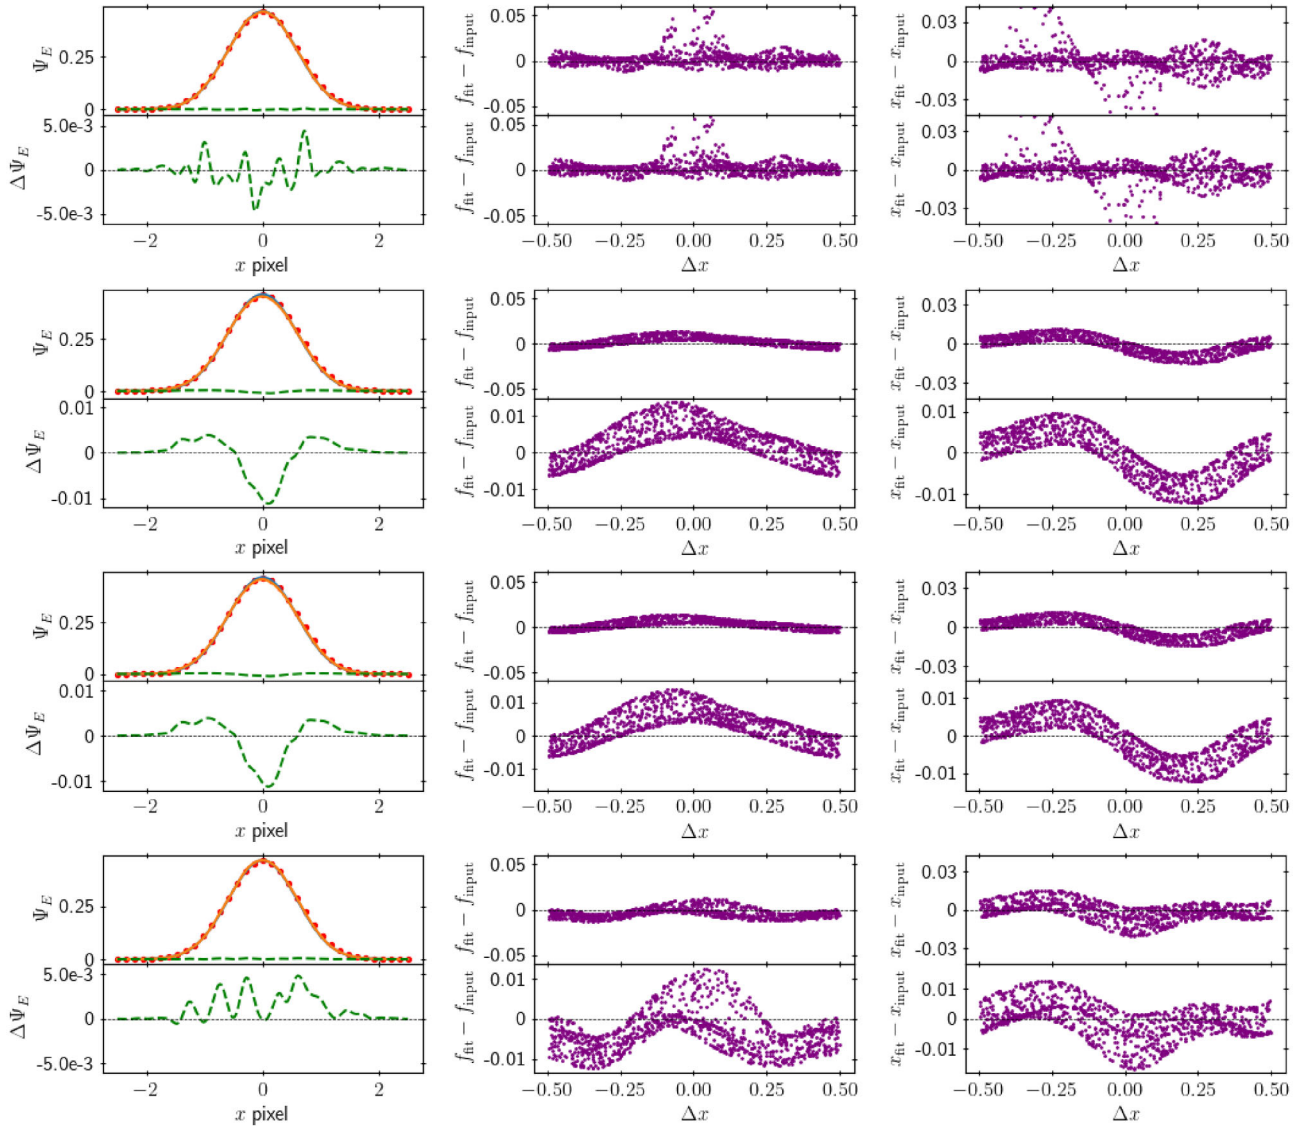 Ψ_E 0.25 0
f_fit − f_input 0.05 0 -0.05
x_fit − x_input 0.03 0 -0.03
ΔΨ_E 5.0e-3 0 -5.0e-3
f_fit − f_input 0.05 0 -0.05
x_fit − x_input 0.03 0 -0.03
−2 0 2
−0.50 −0.25 0.00 0.25 0.50
−0.50 −0.25 0.00 0.25 0.50
x pixel
Δx
Δx
Ψ_E 0.25 0
f_fit − f_input 0.05 0 -0.05
x_fit − x_input 0.03 0 -0.03
ΔΨ_E 0.01 0 -0.01
f_fit − f_input 0.01 0 -0.01
x_fit − x_input 0.01 0 -0.01
−2 0 2
−0.50 −0.25 0.00 0.25 0.50
−0.50 −0.25 0.00 0.25 0.50
x pixel
Δx
Δx
Ψ_E 0.25 0
f_fit − f_input 0.05 0 -0.05
x_fit − x_input 0.03 0 -0.03
ΔΨ_E 0.01 0 -0.01
f_fit − f_input 0.01 0 -0.01
x_fit − x_input 0.01 0 -0.01
−2 0 2
−0.50 −0.25 0.00 0.25 0.50
−0.50 −0.25 0.00 0.25 0.50
x pixel
Δx
Δx
Ψ_E 0.25 0
f_fit − f_input 0.05 0 -0.05
x_fit − x_input 0.03 0 -0.03
ΔΨ_E 5.0e-3 0 -5.0e-3
f_fit − f_input 0.01 0 -0.01
x_fit − x_input 0.01 0 -0.01
−2 0 2
−0.50 −0.25 0.00 0.25 0.50
−0.50 −0.25 0.00 0.25 0.50
x pixel
Δx
Δx